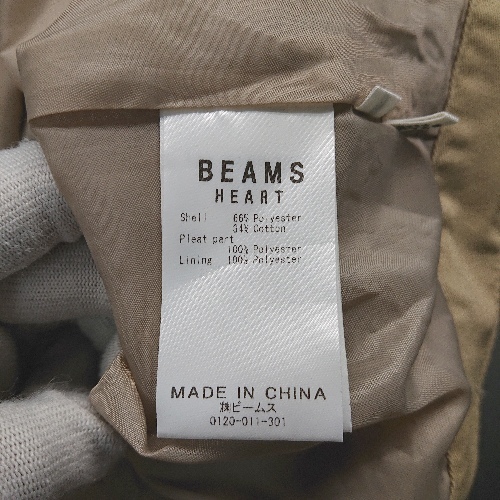 BEAMS
HEART
Shell 66% Polyester
34% Cotton
Pleat part
100% Polyester
Lining 100% Polyester
MADE IN CHINA
㈱ビームス
0120-011-301